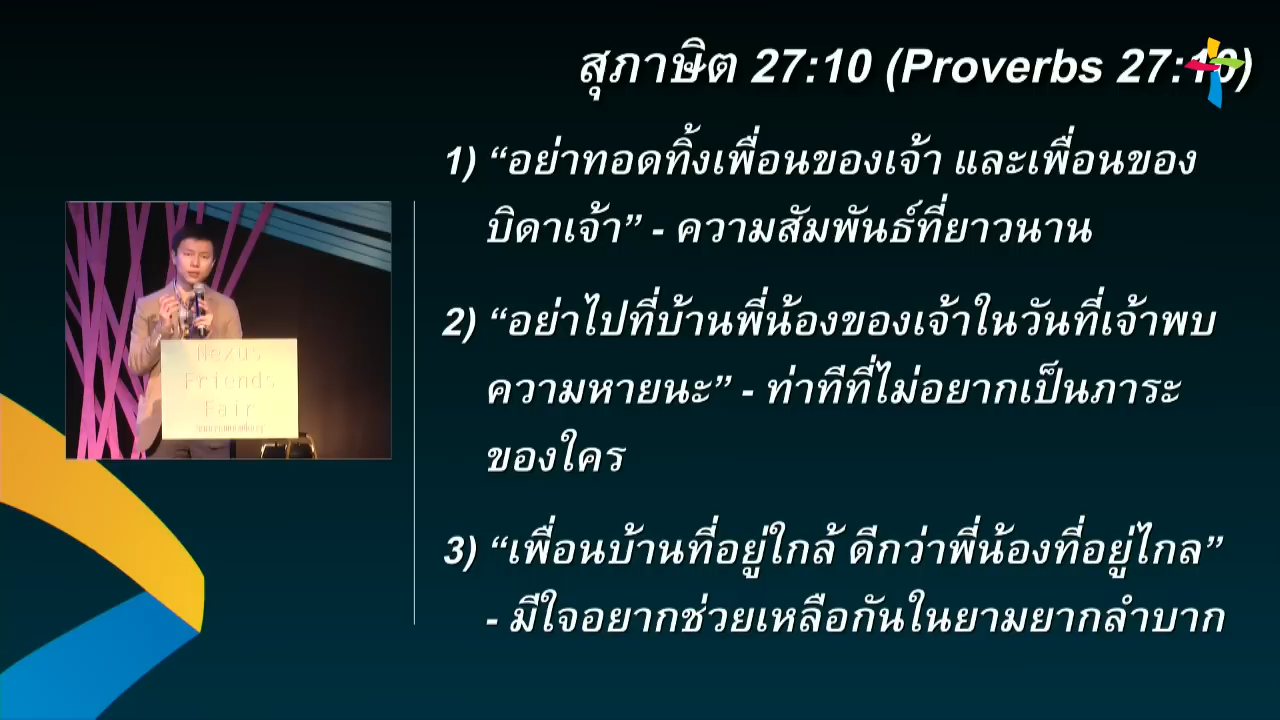 สุภาษิต 27:10 (Proverbs 27:10)
1) “อย่าทอดทิ้งเพื่อนของเจ้า และเพื่อนของ
บิดาเจ้า” - ความสัมพันธ์ที่ยาวนาน
2) “อย่าไปที่บ้านพี่น้องของเจ้าในวันที่เจ้าพบ
ความหายนะ” - ท่าทีที่ไม่อยากเป็นภาระ
ของใคร
3) “เพื่อนบ้านที่อยู่ใกล้ ดีกว่าพี่น้องที่อยู่ไกล”
- มีใจอยากช่วยเหลือกันในยามยากลำบาก
Nexus
Friends
Fair